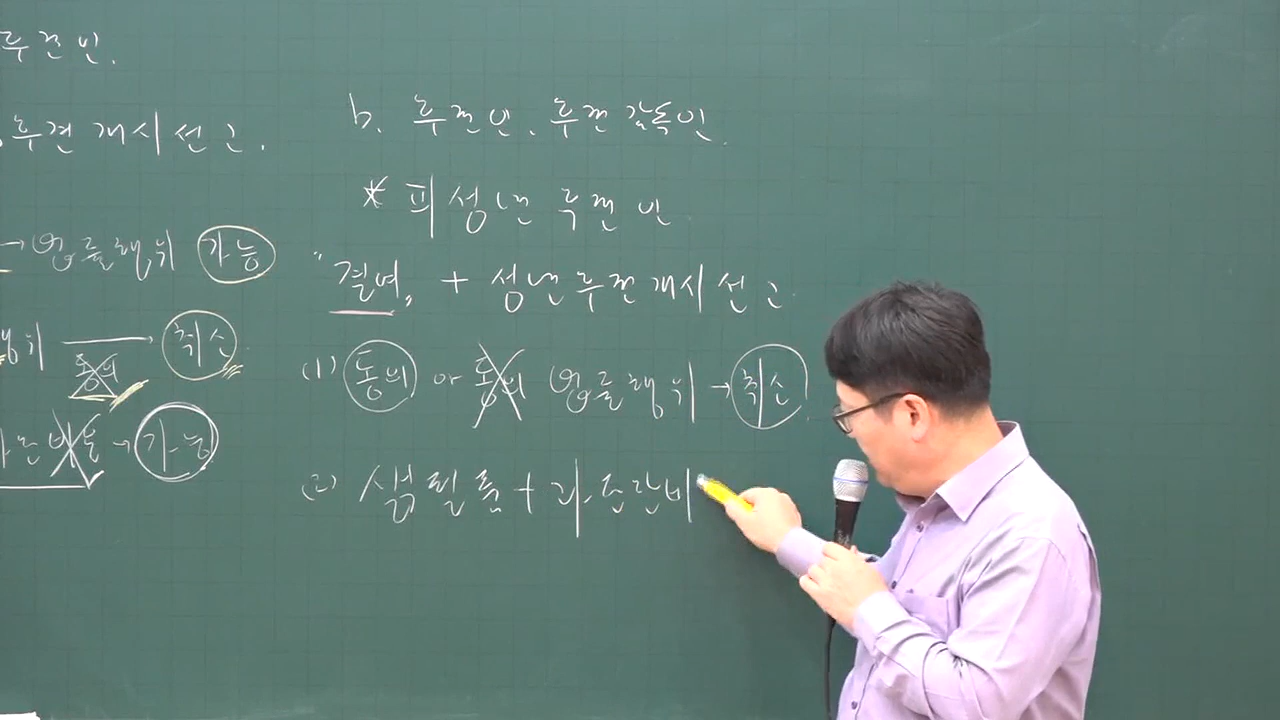 후견인.
후견개시선고.
→ 법률행위 가능
행위 동의 → 취소
→ 가능
b. 후견인. 후견감독인.
* 피성년후견인
결여, + 성년후견개시선고.
(1) 동의 or 동의 법률행위 → 취소
(2) 생필품 + 과도한 비